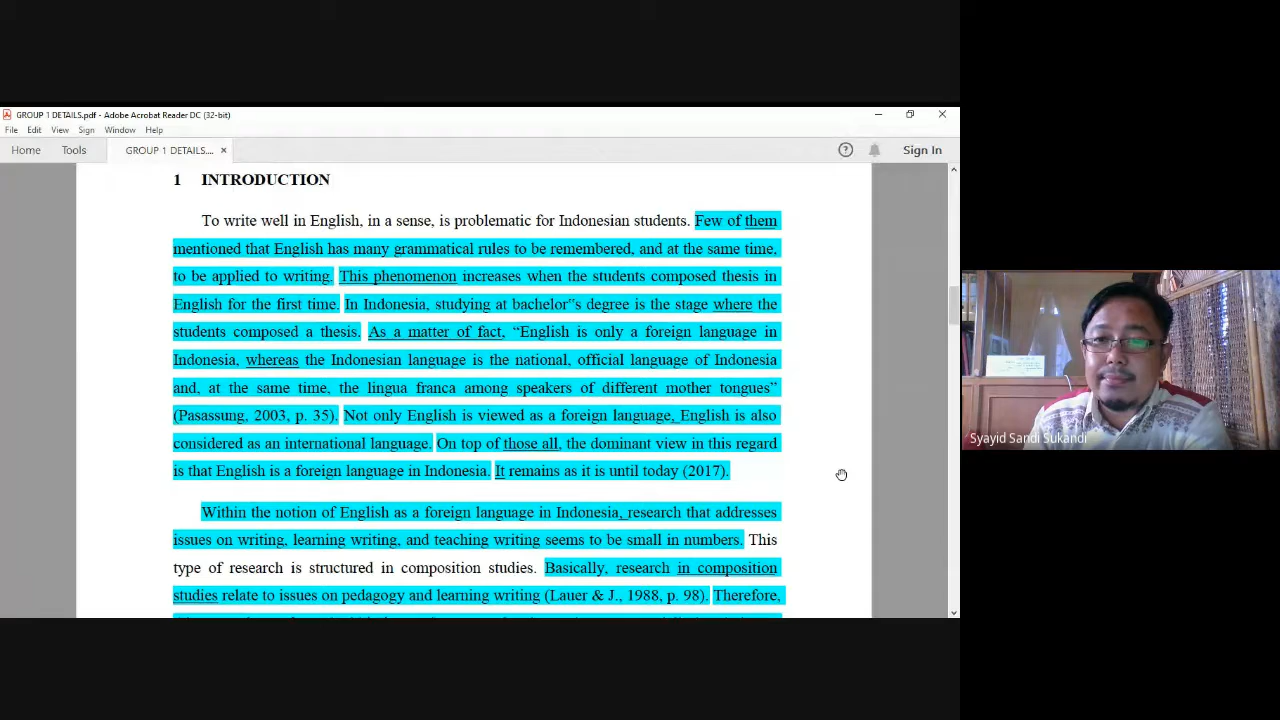 GROUP 1 DETAILS.pdf - Adobe Acrobat Reader DC (32-bit)
File Edit View Sign Window Help
Home Tools GROUP 1 DETAILS.... × Sign In
1 INTRODUCTION
To write well in English, in a sense, is problematic for Indonesian students. Few of them
mentioned that English has many grammatical rules to be remembered, and at the same time,
to be applied to writing. This phenomenon increases when the students composed thesis in
English for the first time. In Indonesia, studying at bachelor"s degree is the stage where the
students composed a thesis. As a matter of fact, “English is only a foreign language in
Indonesia, whereas the Indonesian language is the national, official language of Indonesia
and, at the same time, the lingua franca among speakers of different mother tongues”
(Pasassung, 2003, p. 35). Not only English is viewed as a foreign language, English is also
considered as an international language. On top of those all, the dominant view in this regard
is that English is a foreign language in Indonesia. It remains as it is until today (2017).
Within the notion of English as a foreign language in Indonesia, research that addresses
issues on writing, learning writing, and teaching writing seems to be small in numbers. This
type of research is structured in composition studies. Basically, research in composition
studies relate to issues on pedagogy and learning writing (Lauer & J., 1988, p. 98). Therefore,
Syayid Sandi Sukandi